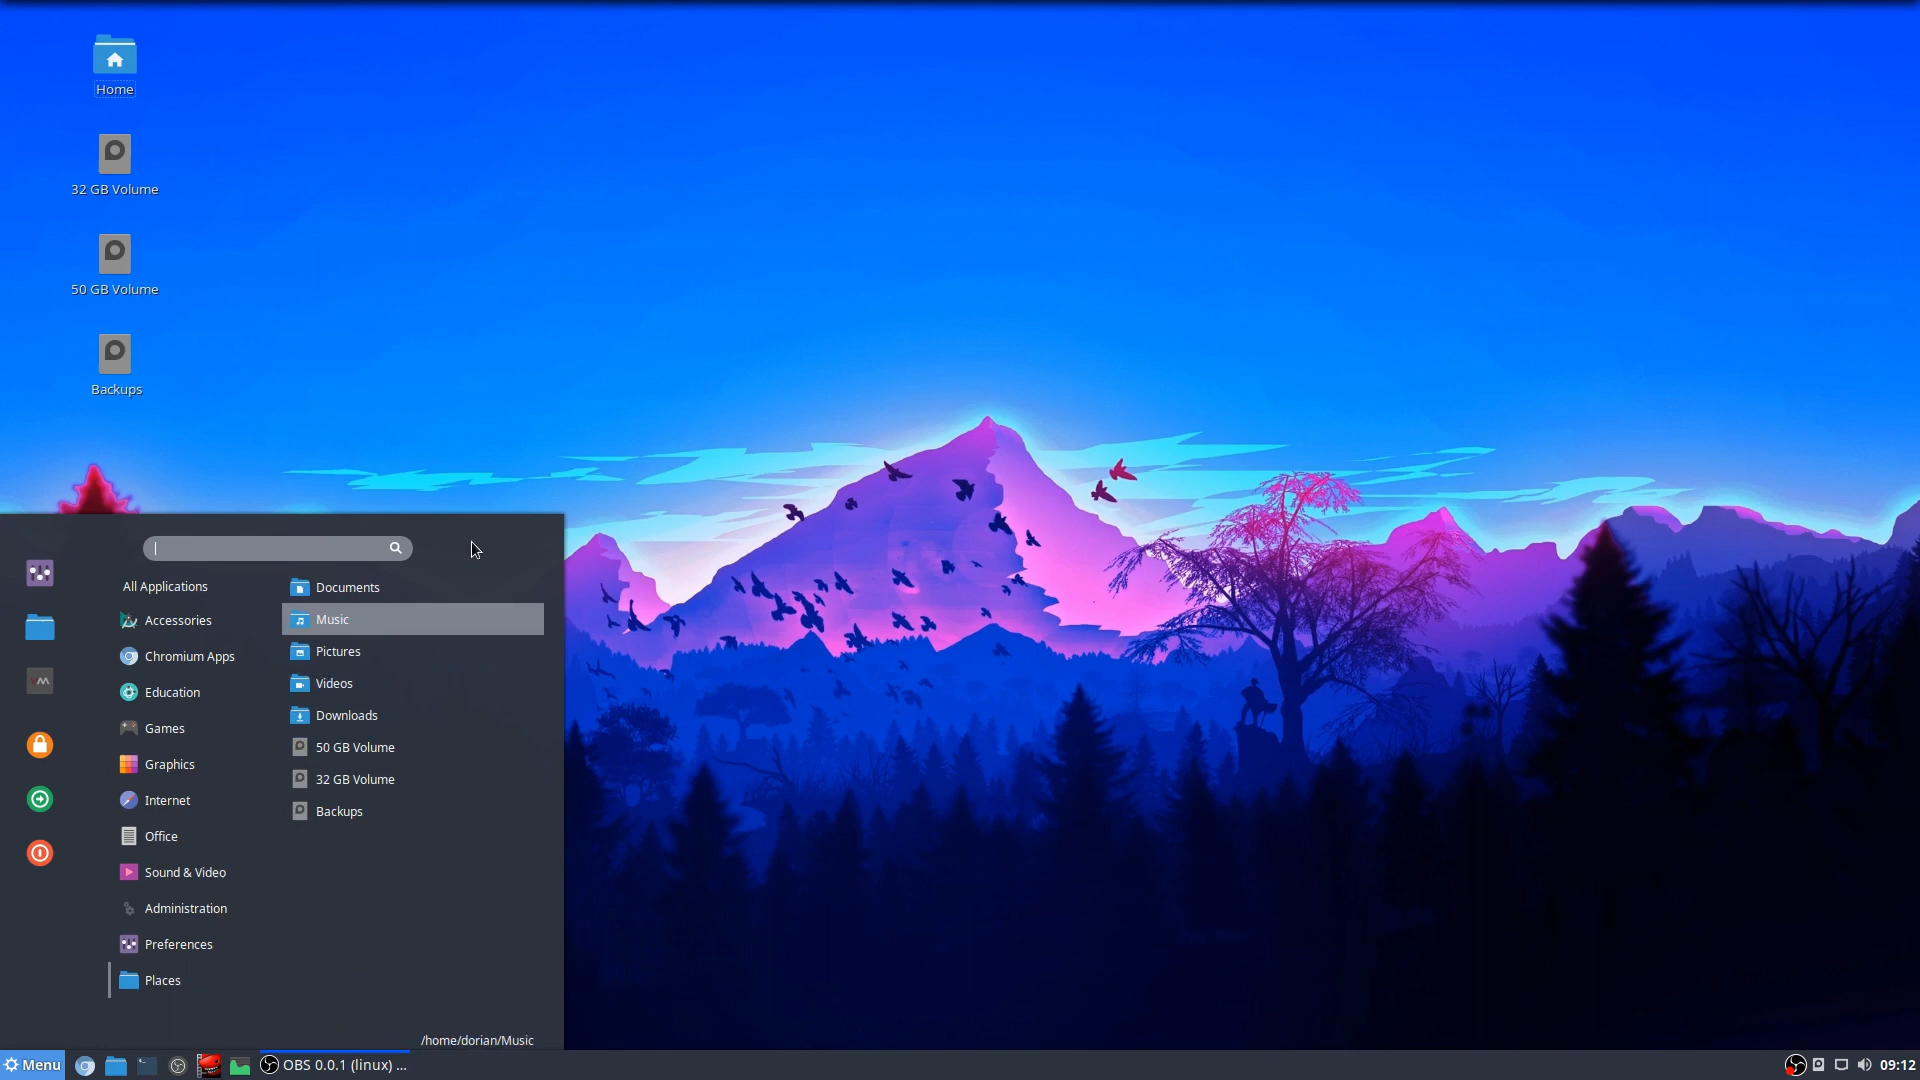 Home
32 GB Volume
50 GB Volume
Backups
All Applications
Accessories
Chromium Apps
Education
Games
Graphics
Internet
Office
Sound & Video
Administration
Preferences
Places
Documents
Music
Pictures
Videos
Downloads
50 GB Volume
32 GB Volume
Backups
/home/dorian/Music
Menu
OBS 0.0.1 (linux) ...
09:12